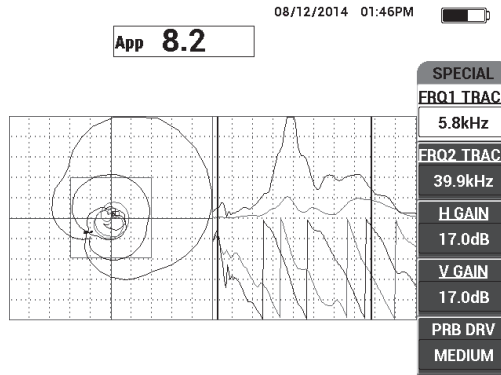 08/12/2014 01:46PM
App 8.2
SPECIAL
FRQ1 TRAC
5.8kHz
FRQ2 TRAC
39.9kHz
H GAIN
17.0dB
V GAIN
17.0dB
PRB DRV
MEDIUM